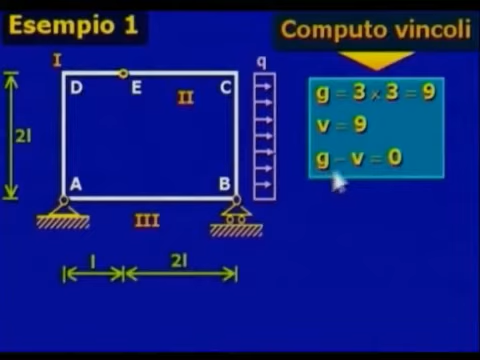 Esempio 1
Computo vincoli
I
q
D
E
C
II
g = 3 × 3 = 9
v = 9
g - v = 0
2l
A
B
III
l
2l